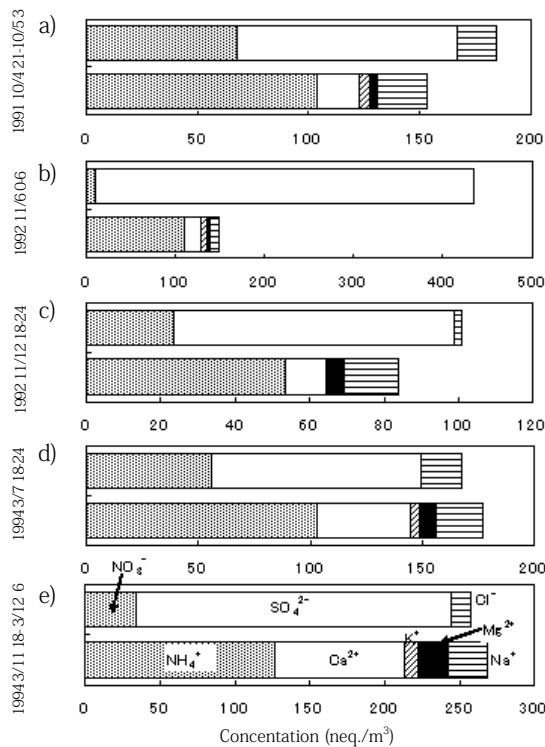 a)
1991 10/4 21-10/5 3
0 50 100 150 200
b)
1992 11/6 0-6
0 100 200 300 400 500
c)
1992 11/12 18-24
0 20 40 60 80 100 120
d)
1994 3/7 18-24
0 50 100 150 200
e)
1994 3/11 18- 3/12 6
NO₃⁻
SO₄²⁻
Cl⁻
K⁺
Mg²⁺
NH₄⁺
Ca²⁺
Na⁺
0 50 100 150 200 250 300
Concentation (neq./m³)